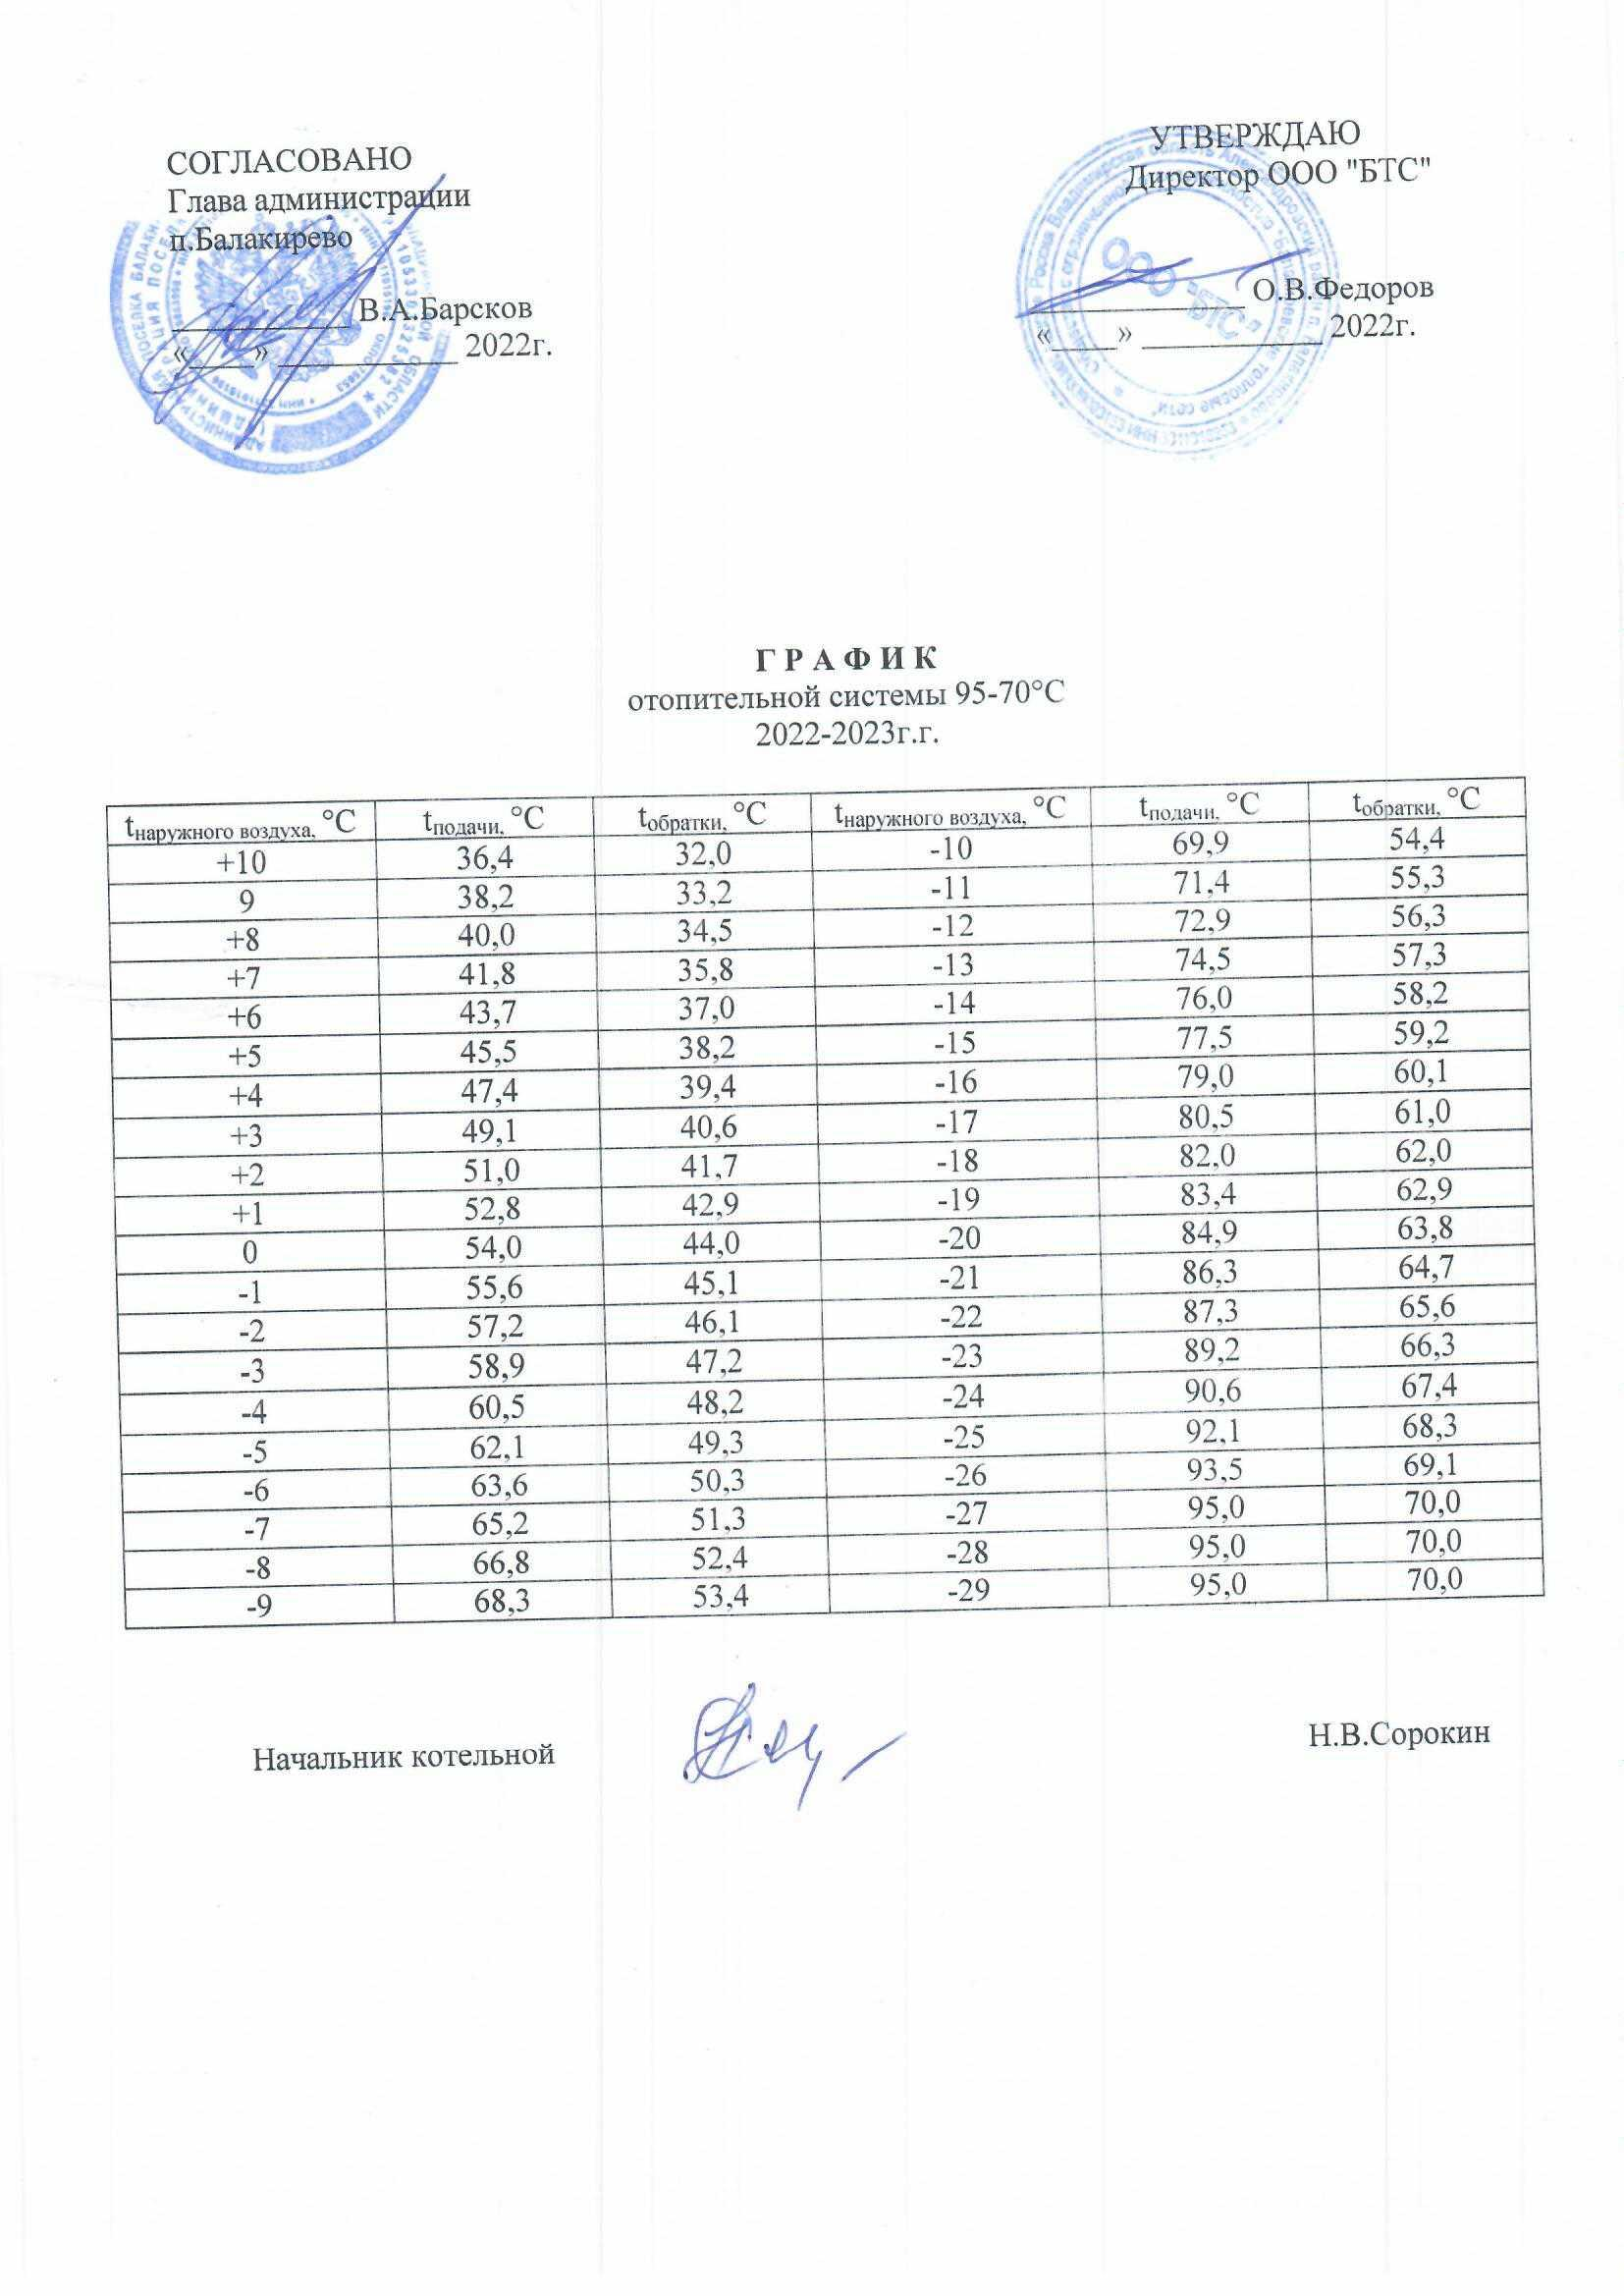 СОГЛАСОВАНО
Глава администрации
п.Балакирево
____________ В.А.Барсков
«____» ____________ 2022г.
УТВЕРЖДАЮ
Директор ООО "БТС"
______________ О.В.Федоров
«____» ____________ 2022г.
ООО
"БТС"
Г Р А Ф И К
отопительной системы 95-70°С
2022-2023г.г.
tнаружного воздуха, °С tподачи, °С tобратки, °С tнаружного воздуха, °С tподачи, °С tобратки, °С
+10 36,4 32,0 -10 69,9 54,4
9 38,2 33,2 -11 71,4 55,3
+8 40,0 34,5 -12 72,9 56,3
+7 41,8 35,8 -13 74,5 57,3
+6 43,7 37,0 -14 76,0 58,2
+5 45,5 38,2 -15 77,5 59,2
+4 47,4 39,4 -16 79,0 60,1
+3 49,1 40,6 -17 80,5 61,0
+2 51,0 41,7 -18 82,0 62,0
+1 52,8 42,9 -19 83,4 62,9
0 54,0 44,0 -20 84,9 63,8
-1 55,6 45,1 -21 86,3 64,7
-2 57,2 46,1 -22 87,3 65,6
-3 58,9 47,2 -23 89,2 66,3
-4 60,5 48,2 -24 90,6 67,4
-5 62,1 49,3 -25 92,1 68,3
-6 63,6 50,3 -26 93,5 69,1
-7 65,2 51,3 -27 95,0 70,0
-8 66,8 52,4 -28 95,0 70,0
-9 68,3 53,4 -29 95,0 70,0
Начальник котельной Н.В.Сорокин